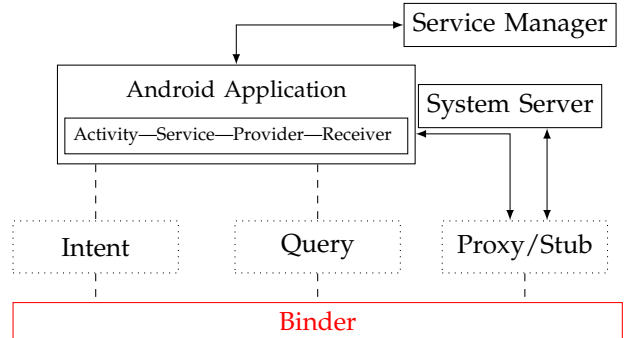 Service Manager
Android Application
System Server
Activity—Service—Provider—Receiver
Intent
Query
Proxy/Stub
Binder